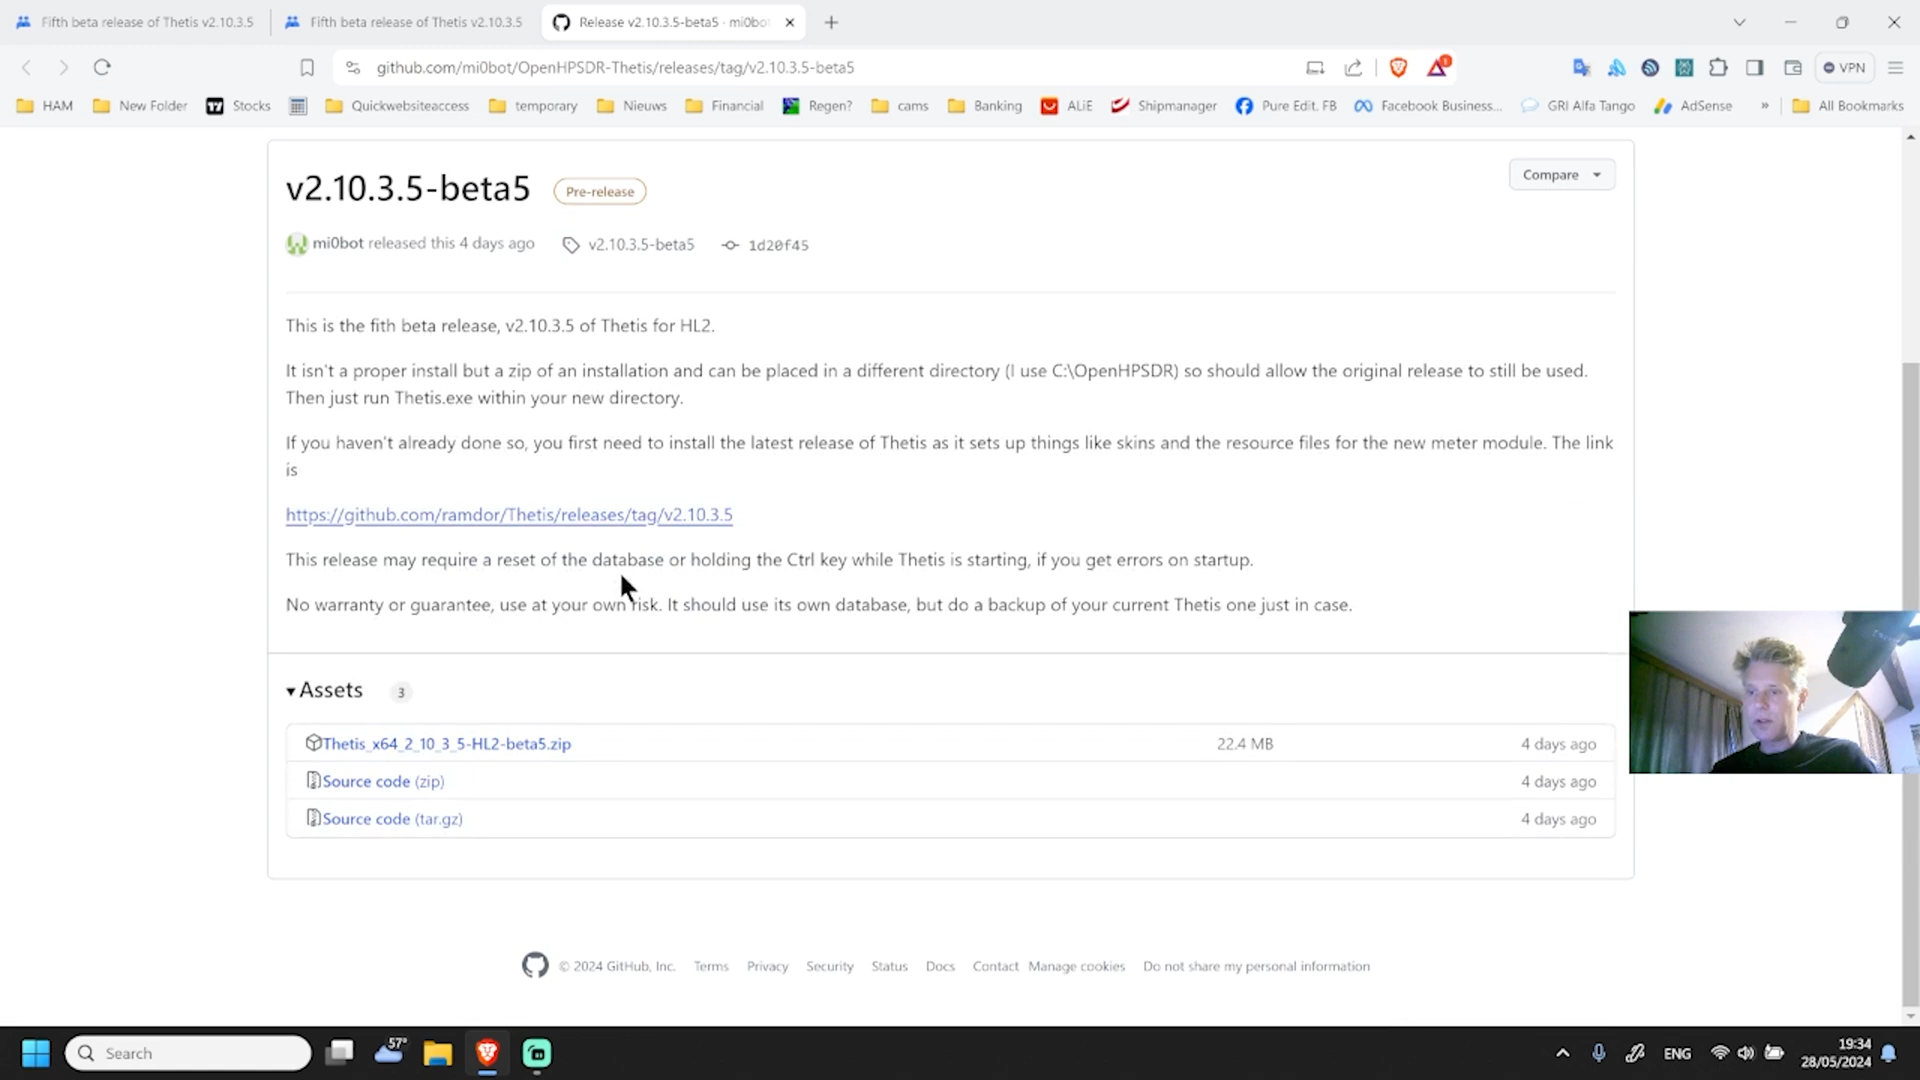 Fifth beta release of Thetis v2.10.3.5
Fifth beta release of Thetis v2.10.3.5
Release v2.10.3.5-beta5 · mi0bot
github.com/mi0bot/OpenHPSDR-Thetis/releases/tag/v2.10.3.5-beta5
1
VPN
HAM
New Folder
Stocks
Quickwebsiteaccess
temporary
Nieuws
Financial
Regen?
cams
Banking
ALiE
Shipmanager
Pure Edit. FB
Facebook Business...
GRI Alfa Tango
AdSense
»
All Bookmarks
v2.10.3.5-beta5
Pre-release
Compare
mi0bot released this 4 days ago
v2.10.3.5-beta5
1d20f45
This is the fith beta release, v2.10.3.5 of Thetis for HL2.
It isn't a proper install but a zip of an installation and can be placed in a different directory (I use C:\OpenHPSDR) so should allow the original release to still be used.
Then just run Thetis.exe within your new directory.
If you haven't already done so, you first need to install the latest release of Thetis as it sets up things like skins and the resource files for the new meter module. The link
is
https://github.com/ramdor/Thetis/releases/tag/v2.10.3.5
This release may require a reset of the database or holding the Ctrl key while Thetis is starting, if you get errors on startup.
No warranty or guarantee, use at your own risk. It should use its own database, but do a backup of your current Thetis one just in case.
Assets 3
Thetis_x64_2_10_3_5-HL2-beta5.zip 22.4 MB 4 days ago
Source code (zip) 4 days ago
Source code (tar.gz) 4 days ago
© 2024 GitHub, Inc. Terms Privacy Security Status Docs Contact Manage cookies Do not share my personal information
Search
57°
ENG
19:34
28/05/2024